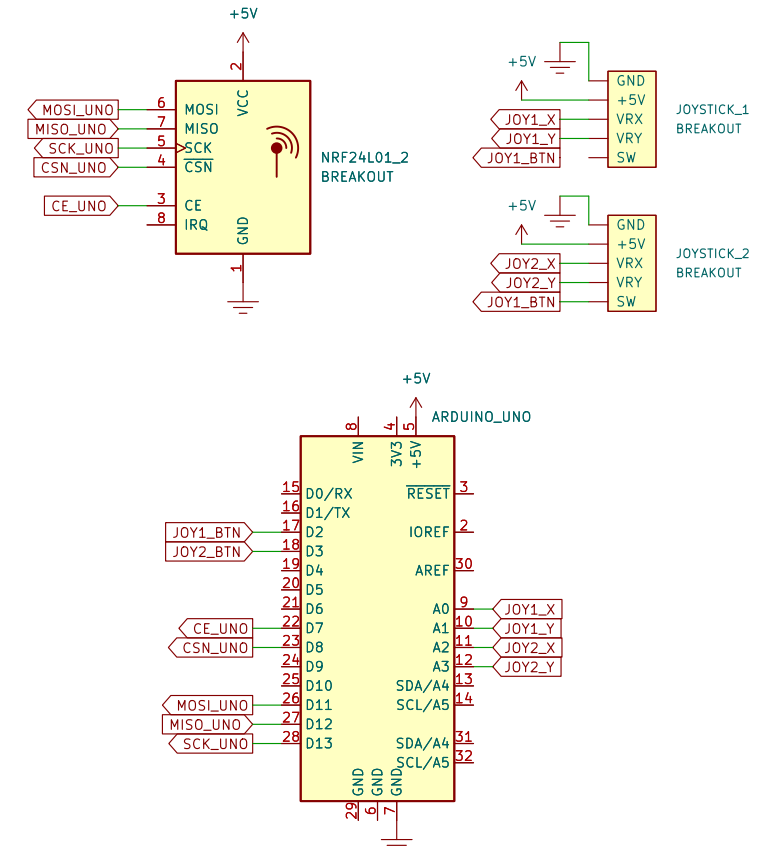 +5V
2
VCC
MOSI_UNO 6 MOSI
MISO_UNO 7 MISO
SCK_UNO 5 SCK
CSN_UNO 4 CSN
CE_UNO 3 CE
8 IRQ
GND
1
NRF24L01_2
BREAKOUT
+5V
GND
+5V
JOY1_X VRX
JOY1_Y VRY
JOY1_BTN SW
JOYSTICK_1
BREAKOUT
+5V
GND
+5V
JOY2_X VRX
JOY2_Y VRY
JOY1_BTN SW
JOYSTICK_2
BREAKOUT
+5V
ARDUINO_UNO
8 4 5
VIN 3V3 +5V
15 D0/RX RESET 3
16 D1/TX
JOY1_BTN 17 D2 IOREF 2
JOY2_BTN 18 D3
19 D4 AREF 30
20 D5
21 D6 A0 9 JOY1_X
CE_UNO 22 D7 A1 10 JOY1_Y
CSN_UNO 23 D8 A2 11 JOY2_X
24 D9 A3 12 JOY2_Y
25 D10 SDA/A4 13
MOSI_UNO 26 D11 SCL/A5 14
MISO_UNO 27 D12
SCK_UNO 28 D13 SDA/A4 31
SCL/A5 32
GND GND GND
29 6 7